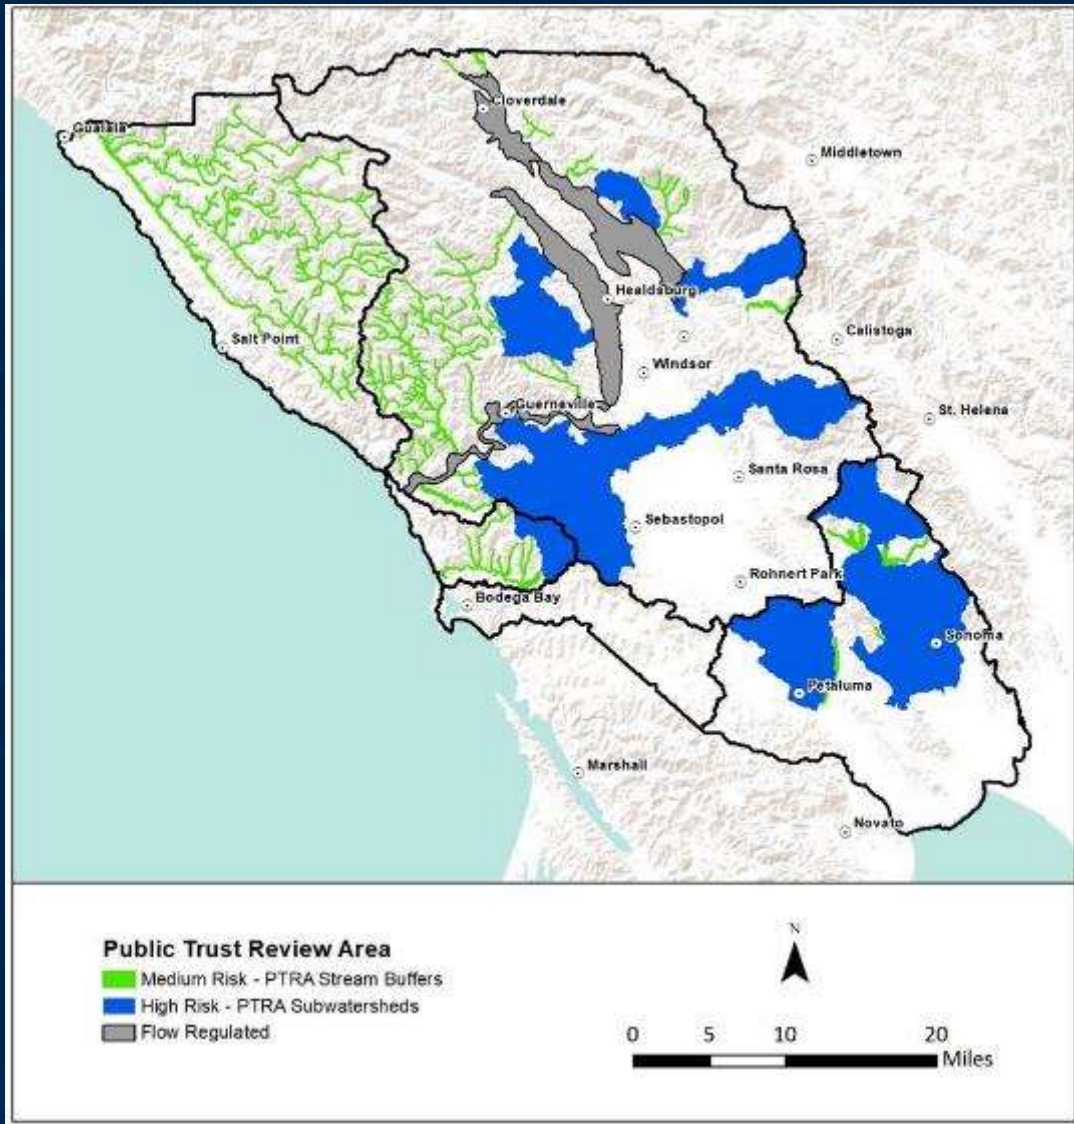 Cloverdale
Gualala
Middletown
Healdsburg
Salt Point
Calistoga
Windsor
Guerneville
St. Helena
Santa Rosa
Sebastopol
Rohnert Park
Bodega Bay
Sonoma
Petaluma
Marshall
Novato
Public Trust Review Area
Medium Risk - PTRA Stream Buffers
High Risk - PTRA Subwatersheds
Flow Regulated
N
0 5 10 20
Miles